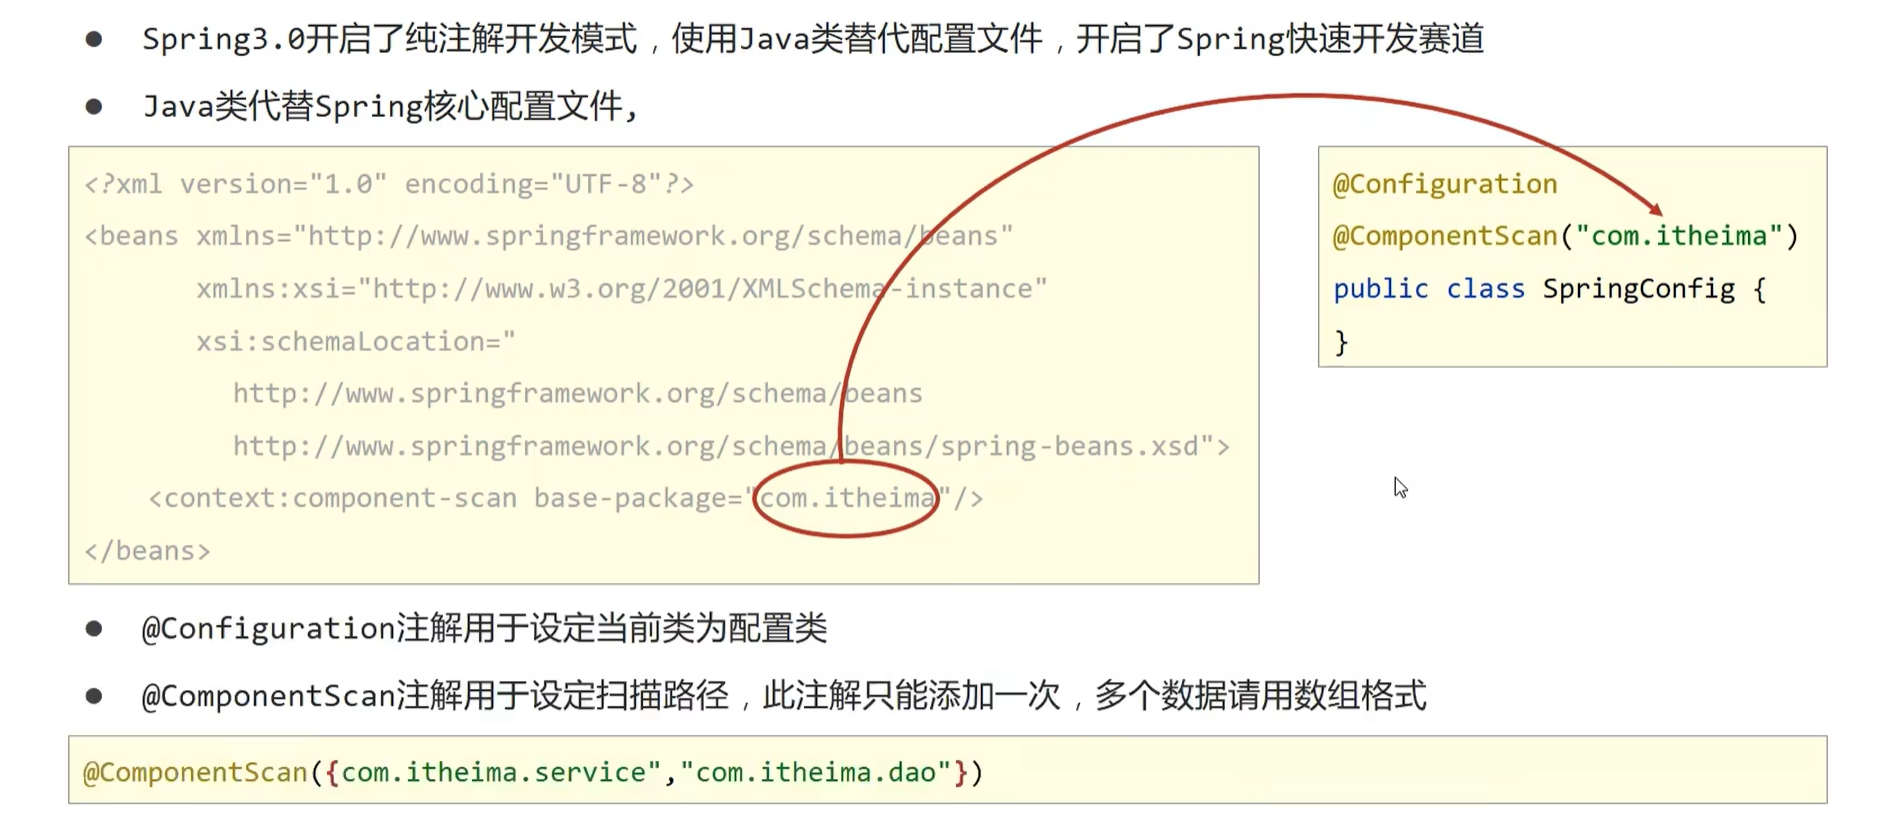 ● Spring3.0开启了纯注解开发模式，使用Java类替代配置文件，开启了Spring快速开发赛道
● Java类代替Spring核心配置文件,
<?xml version="1.0" encoding="UTF-8"?>
<beans xmlns="http://www.springframework.org/schema/beans"
xmlns:xsi="http://www.w3.org/2001/XMLSchema-instance"
xsi:schemaLocation="
http://www.springframework.org/schema/beans
http://www.springframework.org/schema/beans/spring-beans.xsd">
<context:component-scan base-package="com.itheima"/>
</beans>
@Configuration
@ComponentScan("com.itheima")
public class SpringConfig {
}
● @Configuration注解用于设定当前类为配置类
● @ComponentScan注解用于设定扫描路径，此注解只能添加一次，多个数据请用数组格式
@ComponentScan({com.itheima.service","com.itheima.dao"})